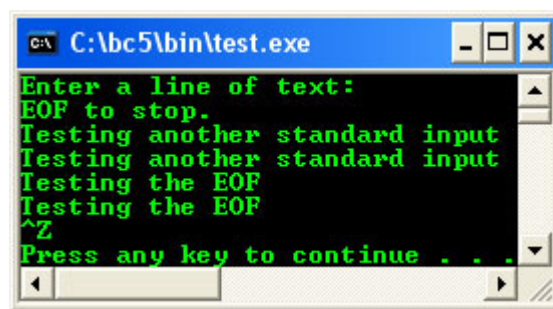 C:\bc5\bin\test.exe
Enter a line of text:
EOF to stop.
Testing another standard input
Testing another standard input
Testing the EOF
Testing the EOF
^Z
Press any key to continue . . .